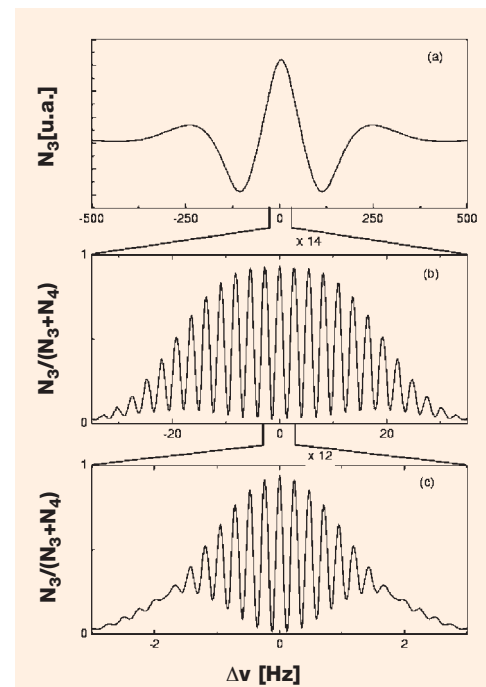 (a)
N3[u.a.]
-500 -250 0 250 500
x 14
1
(b)
N3/(N3+N4)
0
-20 0 20
x 12
1
(c)
N3/(N3+N4)
0
-2 0 2
Δν [Hz]